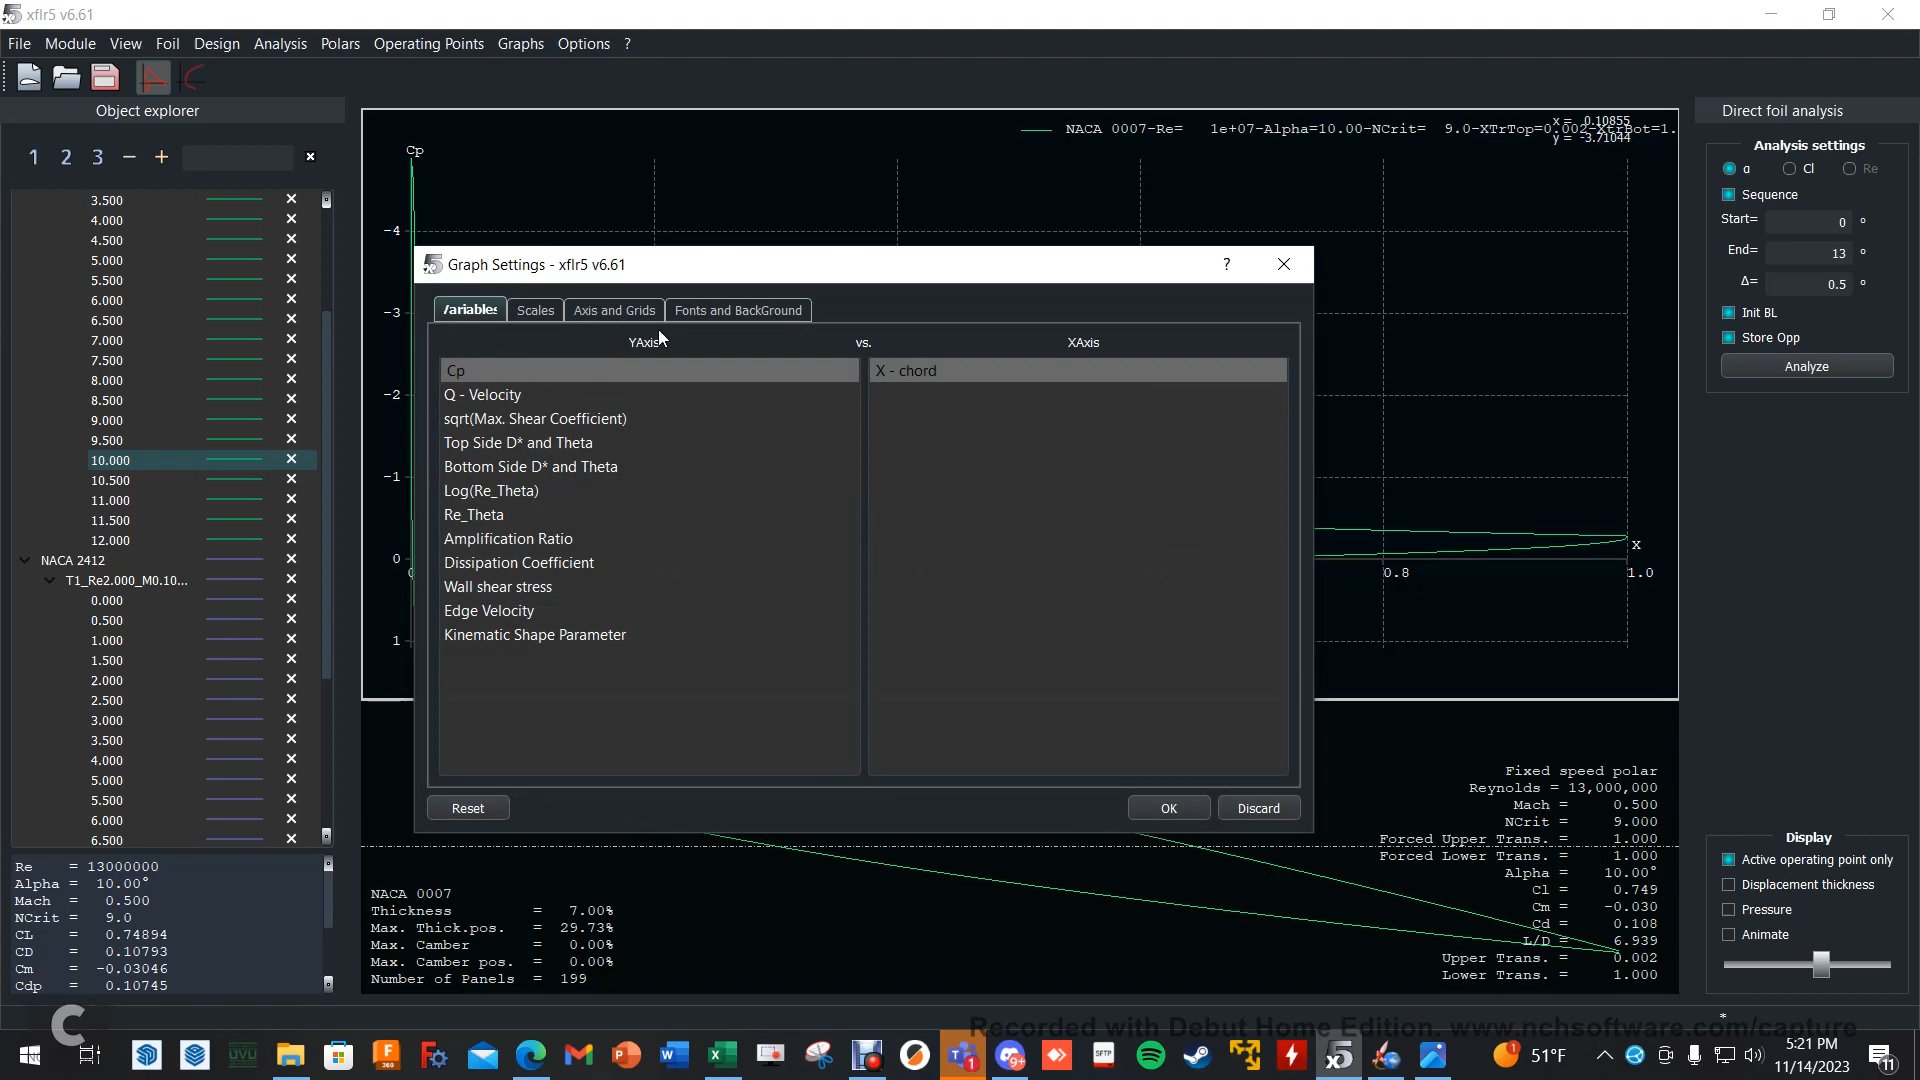 xflr5 v6.61
File Module View Foil Design Analysis Polars Operating Points Graphs Options ?
Object explorer
1 2 3 − +
3.500
4.000
4.500
5.000
5.500
6.000
6.500
7.000
7.500
8.000
8.500
9.000
9.500
10.000
10.500
11.000
11.500
12.000
NACA 2412
T1_Re2.000_M0.10...
0.000
0.500
1.000
1.500
2.000
2.500
3.000
3.500
4.000
5.000
5.500
6.000
6.500
Re = 13000000
Alpha = 10.00°
Mach = 0.500
NCrit = 9.0
CL = 0.74894
CD = 0.10793
Cm = -0.03046
Cdp = 0.10745
NACA 0007-Re= 1e+07-Alpha=10.00-NCrit= 9.0-XTrTop=0.002-XtrBot=1.
x = 0.10855
y = -3.71044
Cp
-4
-3
-2
-1
0
1
0.8
1.0
x
Graph Settings - xflr5 v6.61
?
Variables Scales Axis and Grids Fonts and BackGround
YAxis vs. XAxis
Cp
Q - Velocity
sqrt(Max. Shear Coefficient)
Top Side D* and Theta
Bottom Side D* and Theta
Log(Re_Theta)
Re_Theta
Amplification Ratio
Dissipation Coefficient
Wall shear stress
Edge Velocity
Kinematic Shape Parameter
X - chord
Reset OK Discard
NACA 0007
Thickness = 7.00%
Max. Thick.pos. = 29.73%
Max. Camber = 0.00%
Max. Camber pos. = 0.00%
Number of Panels = 199
Fixed speed polar
Reynolds = 13,000,000
Mach = 0.500
NCrit = 9.000
Forced Upper Trans. = 1.000
Forced Lower Trans. = 1.000
Alpha = 10.00°
Cl = 0.749
Cm = -0.030
Cd = 0.108
L/D = 6.939
Upper Trans. = 0.002
Lower Trans. = 1.000
Direct foil analysis
Analysis settings
α Cl Re
Sequence
Start= 0 °
End= 13 °
Δ= 0.5 °
Init BL
Store Opp
Analyze
Display
Active operating point only
Displacement thickness
Pressure
Animate
*
Recorded with Debut Home Edition. www.nchsoftware.com/capture
51°F
5:21 PM
11/14/2023
11